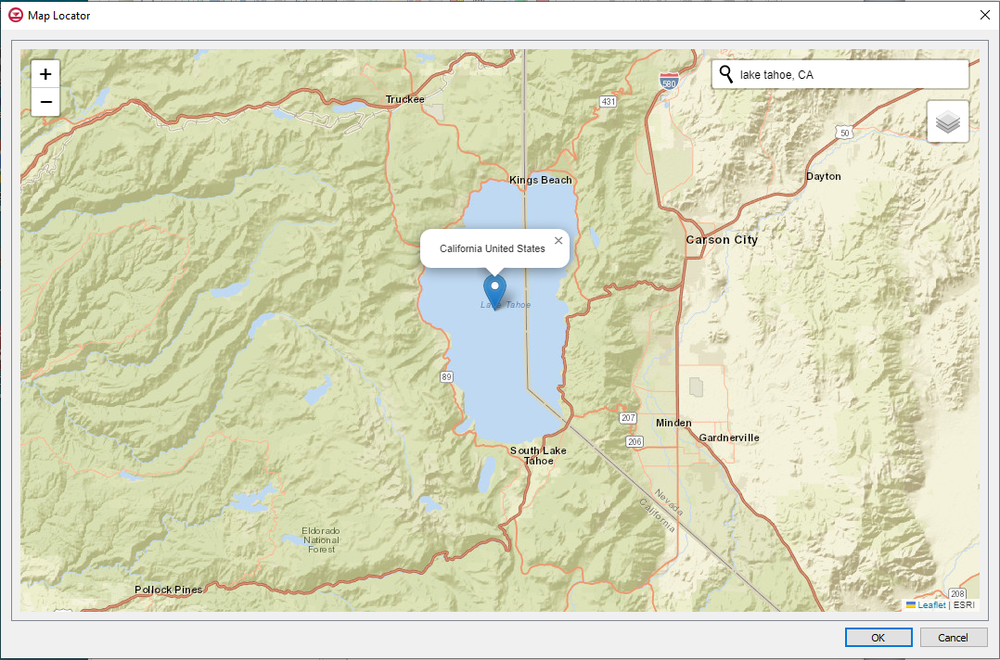 Map Locator
+
−
lake tahoe, CA
580
431
Truckee
50
Dayton
Kings Beach
Carson City
California United States
×
Lake Tahoe
89
207
Minden
206
Gardnerville
South Lake
Tahoe
Nevada
California
Eldorado
National
Forest
Pollock Pines
208
Leaflet | ESRI
OK
Cancel